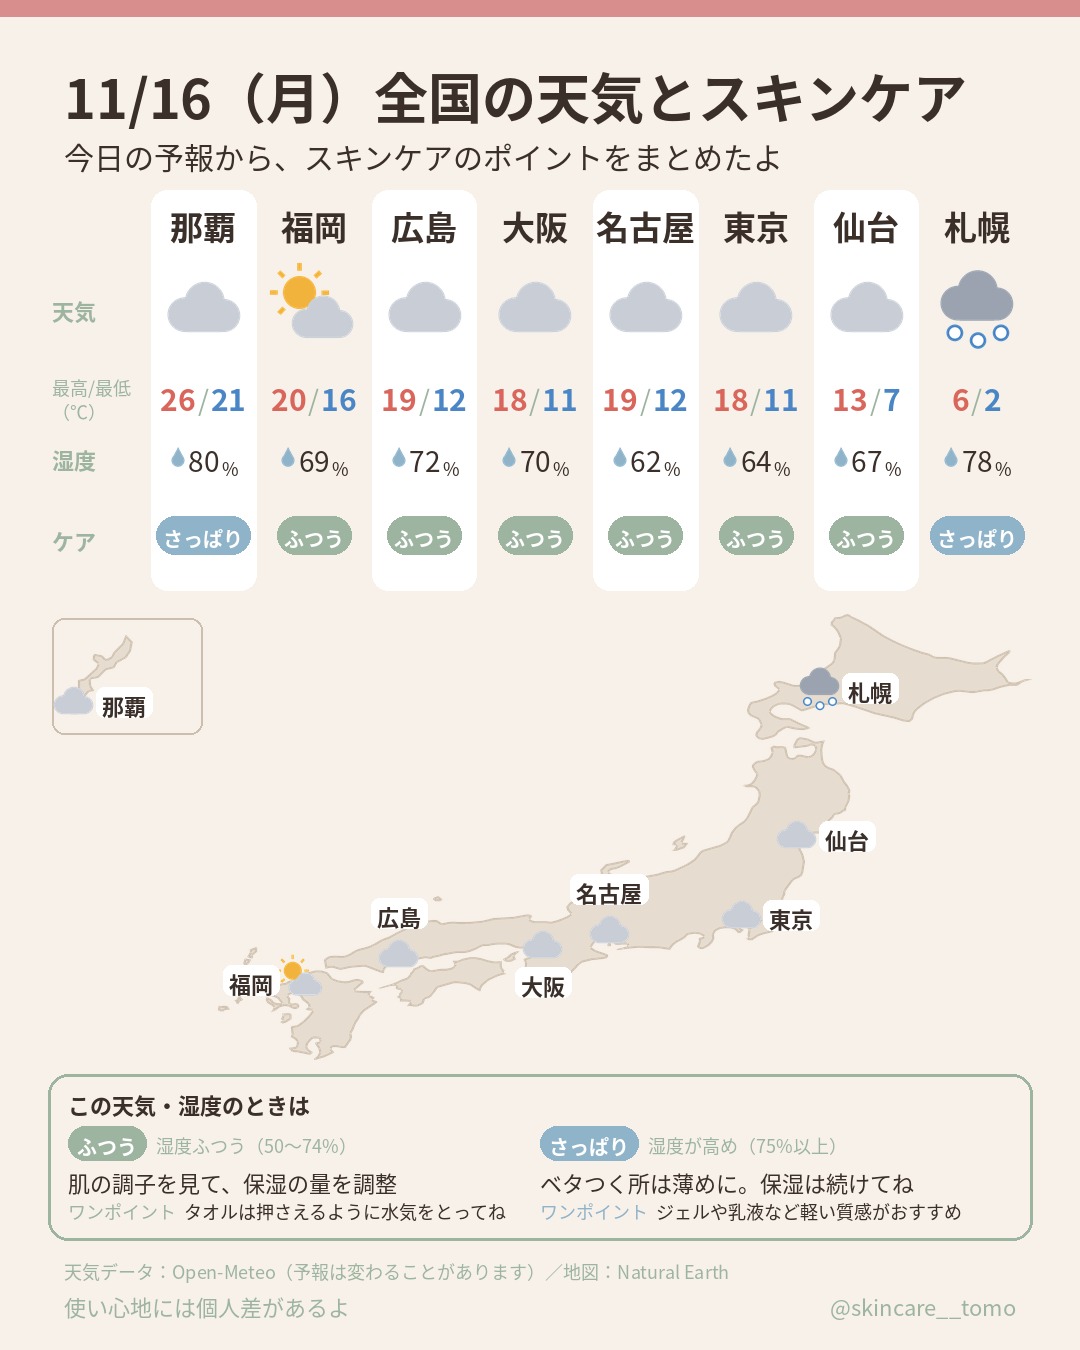 11/16（月）全国の天気とスキンケア
今日の予報から、スキンケアのポイントをまとめたよ
那覇 福岡 広島 大阪 名古屋 東京 仙台 札幌
天気
最高/最低（℃） 26/21 20/16 19/12 18/11 19/12 18/11 13/7 6/2
湿度 80% 69% 72% 70% 62% 64% 67% 78%
ケア さっぱり ふつう ふつう ふつう ふつう ふつう ふつう さっぱり
那覇
札幌
仙台
名古屋
広島
東京
福岡
大阪
この天気・湿度のときは
ふつう 湿度ふつう（50〜74%）
肌の調子を見て、保湿の量を調整
ワンポイント タオルは押さえるように水気をとってね
さっぱり 湿度が高め（75%以上）
ベタつく所は薄めに。保湿は続けてね
ワンポイント ジェルや乳液など軽い質感がおすすめ
天気データ：Open-Meteo（予報は変わることがあります）／地図：Natural Earth
使い心地には個人差があるよ
@skincare__tomo